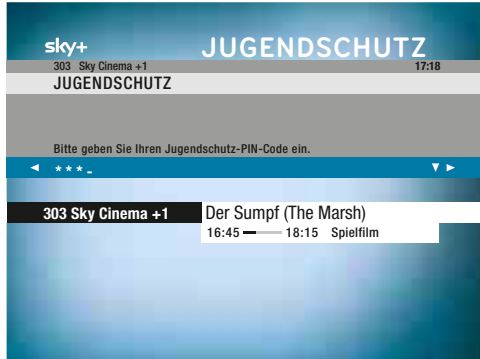 sky+ JUGENDSCHUTZ
303 Sky Cinema +1 17:18
JUGENDSCHUTZ
Bitte geben Sie Ihren Jugendschutz-PIN-Code ein.
◄ ***_ ▼ ►
303 Sky Cinema +1 Der Sumpf (The Marsh)
16:45 18:15 Spielfilm